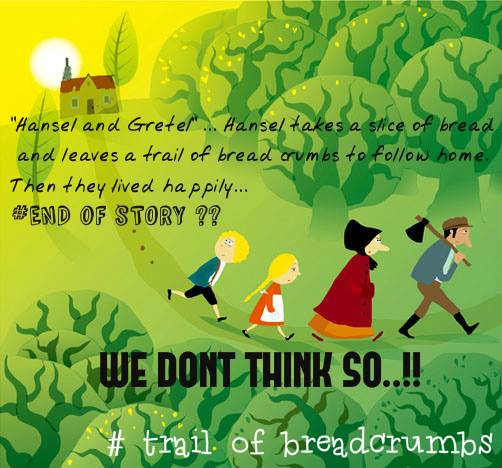 "Hansel and Gretel" ... Hansel takes a slice of bread
and leaves a trail of bread crumbs to follow home.
Then they lived happily...
#END OF STORY ??
WE DONT THINK SO..!!
# trail of breadcrumbs